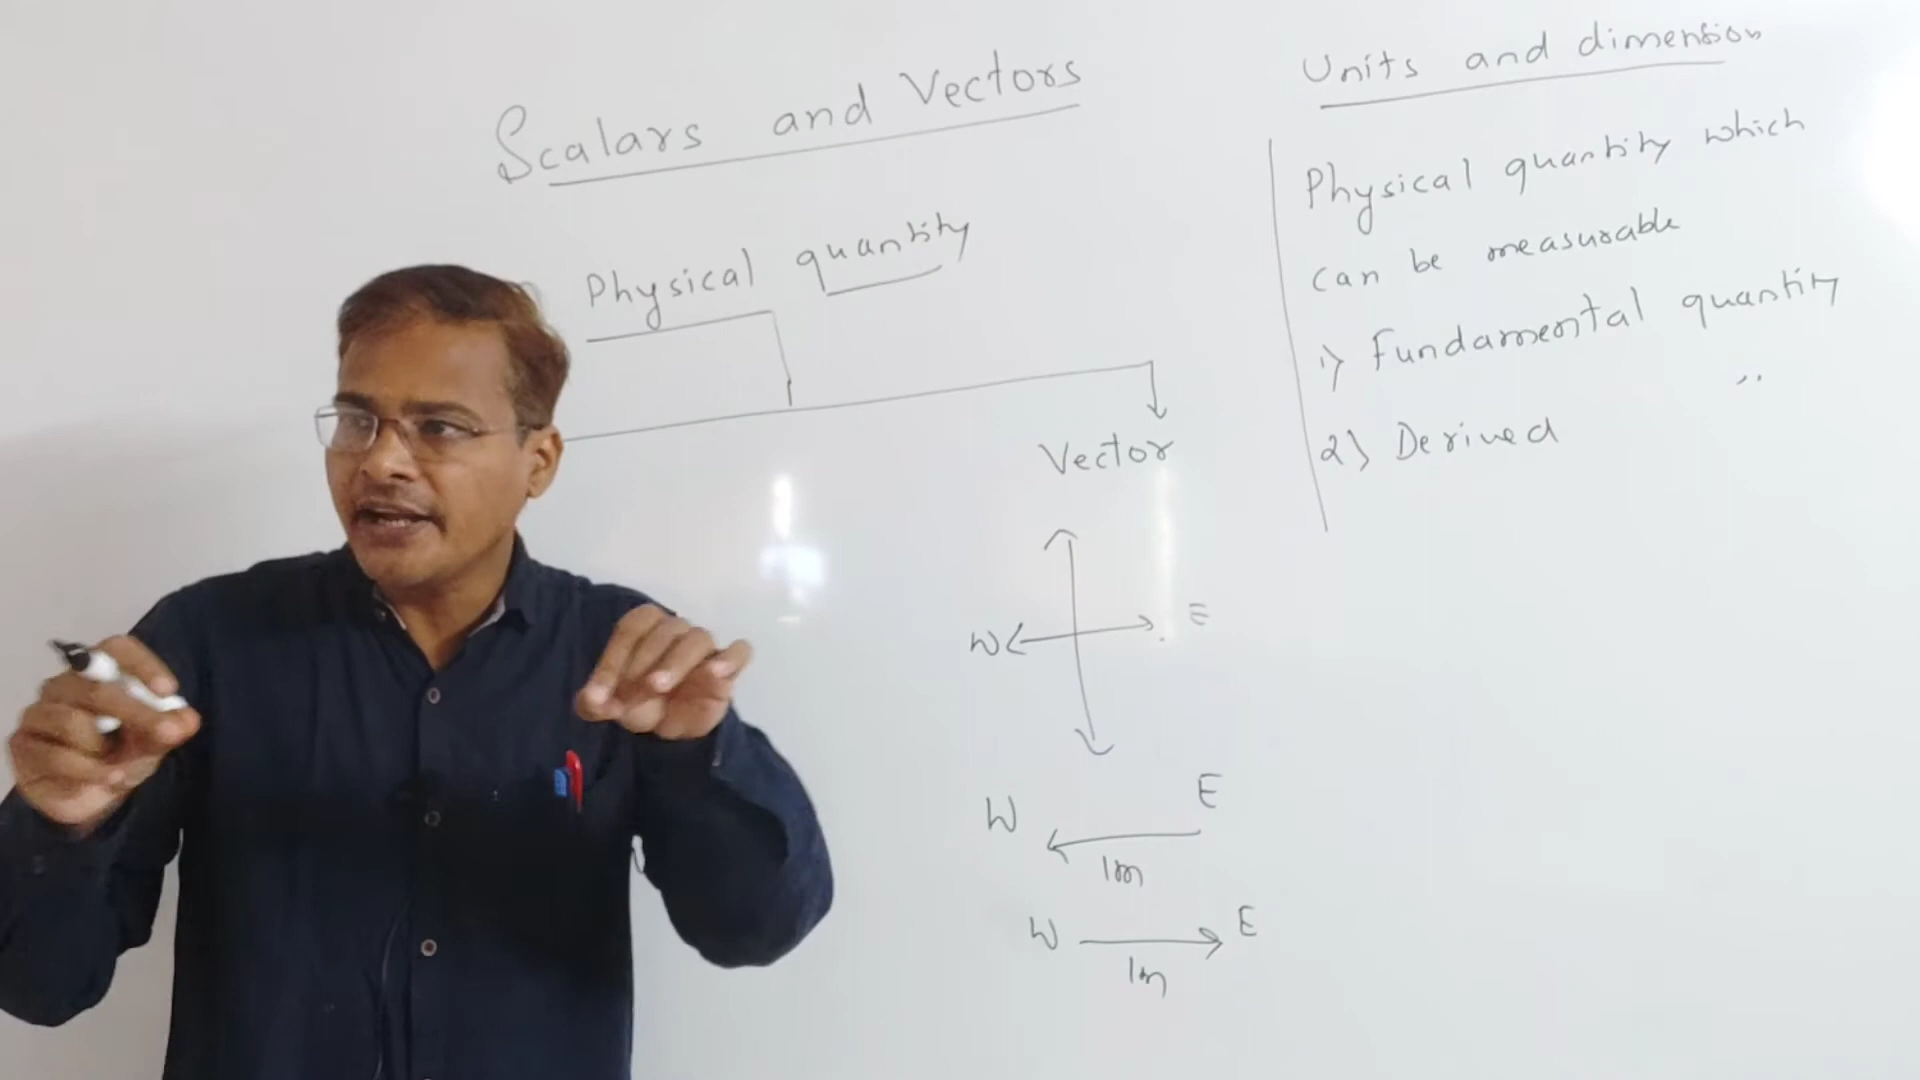 Scalars and Vectors
Physical quantity
Vector
W E
W E
1m
W E
1m
Units and dimension
Physical quantity which
can be measurable
1) Fundamental quantity
2) Derived "